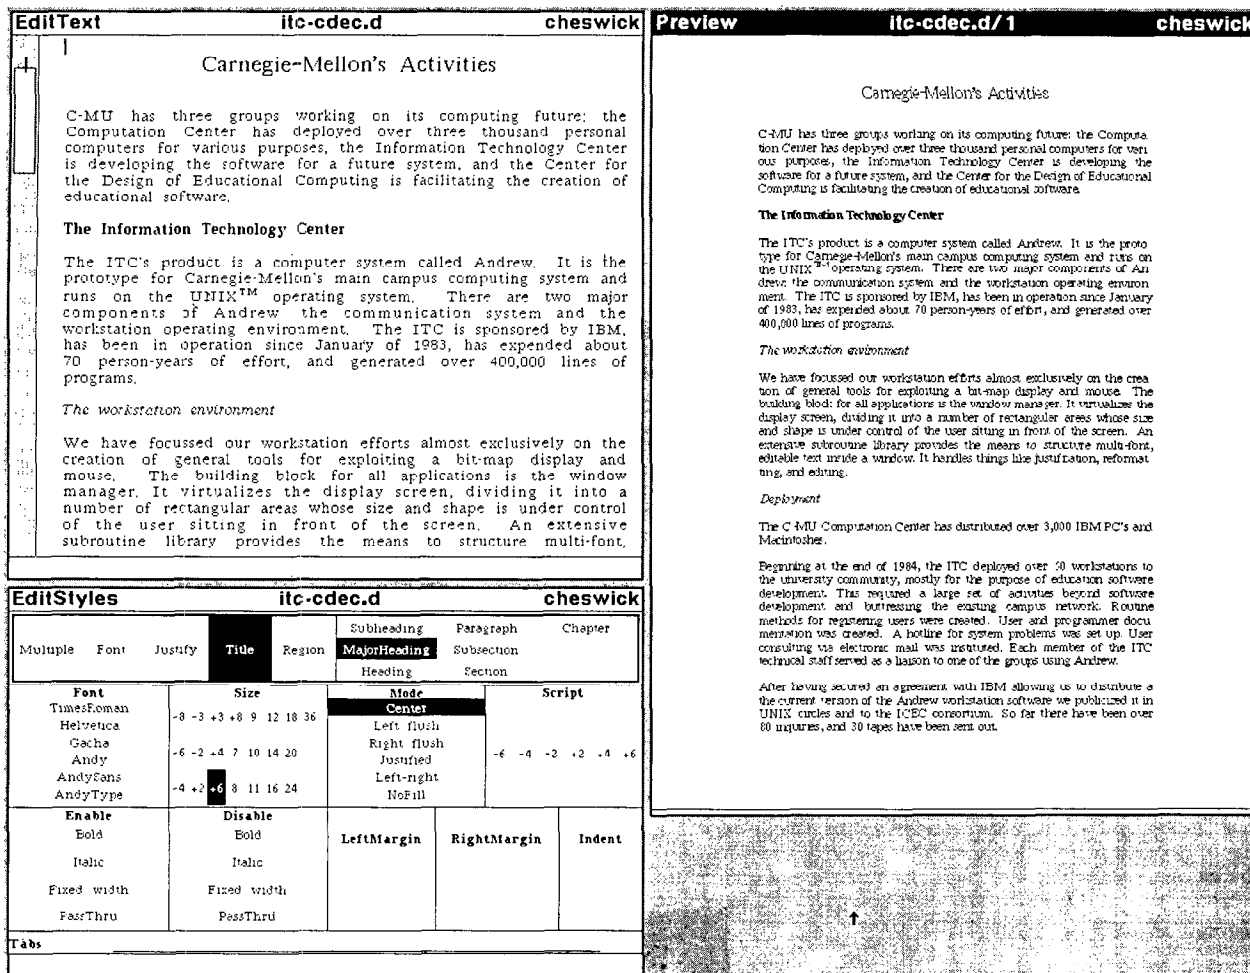 EditText itc-cdec.d cheswick
Carnegie-Mellon's Activities
C-MU has three groups working on its computing future: the
Computation Center has deployed over three thousand personal
computers for various purposes, the Information Technology Center
is developing the software for a future system, and the Center for
the Design of Educational Computing is facilitating the creation of
educational software.
The Information Technology Center
The ITC's product is a computer system called Andrew. It is the
prototype for Carnegie-Mellon's main campus computing system and
runs on the UNIX™ operating system. There are two major
components of Andrew the communication system and the
workstation operating environment. The ITC is sponsored by IBM,
has been in operation since January of 1983, has expended about
70 person-years of effort, and generated over 400,000 lines of
programs.
The workstation environment
We have focussed our workstation efforts almost exclusively on the
creation of general tools for exploiting a bit-map display and
mouse. The building block for all applications is the window
manager. It virtualizes the display screen, dividing it into a
number of rectangular areas whose size and shape is under control
of the user sitting in front of the screen. An extensive
subroutine library provides the means to structure multi-font,
EditStyles itc-cdec.d cheswick
Subheading Paragraph Chapter
Multiple Font Justify Title Region MajorHeading Subsection
Heading Section
Font Size Mode Script
TimesRoman
Helvetica
Gacha
Andy
AndySans
AndyType
-8 -3 +3 +8 9 12 18 36
-6 -2 +4 7 10 14 20
-4 +2 +6 8 11 16 24
Center
Left flush
Right flush
Justified
Left-right
NoFill
-6 -4 -2 +2 +4 +6
Enable Disable
Bold Bold
Italic Italic
Fixed width Fixed width
PassThru PassThru
LeftMargin RightMargin Indent
Tabs
Preview itc-cdec.d/1 cheswick
Carnegie-Mellon's Activities
C-MU has three groups working on its computing future: the Computa
tion Center has deployed over three thousand personal computers for vari
ous purposes, the Information Technology Center is developing the
software for a future system, and the Center for the Design of Educational
Computing is facilitating the creation of educational software.
The Information Technology Center
The ITC's product is a computer system called Andrew. It is the proto
type for Carnegie-Mellon's main campus computing system and runs on
the UNIX™ operating system. There are two major components of An
drew: the communication system and the workstation operating environ
ment. The ITC is sponsored by IBM, has been in operation since January
of 1983, has expended about 70 person-years of effort, and generated over
400,000 lines of programs.
The workstation environment
We have focussed our workstation efforts almost exclusively on the crea
tion of general tools for exploiting a bit-map display and mouse. The
building block for all applications is the window manager. It virtualizes the
display screen, dividing it into a number of rectangular areas whose size
and shape is under control of the user sitting in front of the screen. An
extensive subroutine library provides the means to structure multi-font,
editable text inside a window. It handles things like justification, reformat
ting, and editing.
Deployment
The C-MU Computation Center has distributed over 3,000 IBM PC's and
Macintoshes.
Beginning at the end of 1984, the ITC deployed over 50 workstations to
the university community, mostly for the purpose of education software
development. This required a large set of activities beyond software
development and buttressing the existing campus network. Routine
methods for registering users were created. User and programmer docu
mentation was created. A hotline for system problems was set up. User
consulting via electronic mail was instituted. Each member of the ITC
technical staff served as a liaison to one of the groups using Andrew.
After having secured an agreement with IBM allowing us to distribute a
the current version of the Andrew workstation software we publicized it in
UNIX circles and to the ICEC consortium. So far there have been over
80 inquiries, and 30 tapes have been sent out.